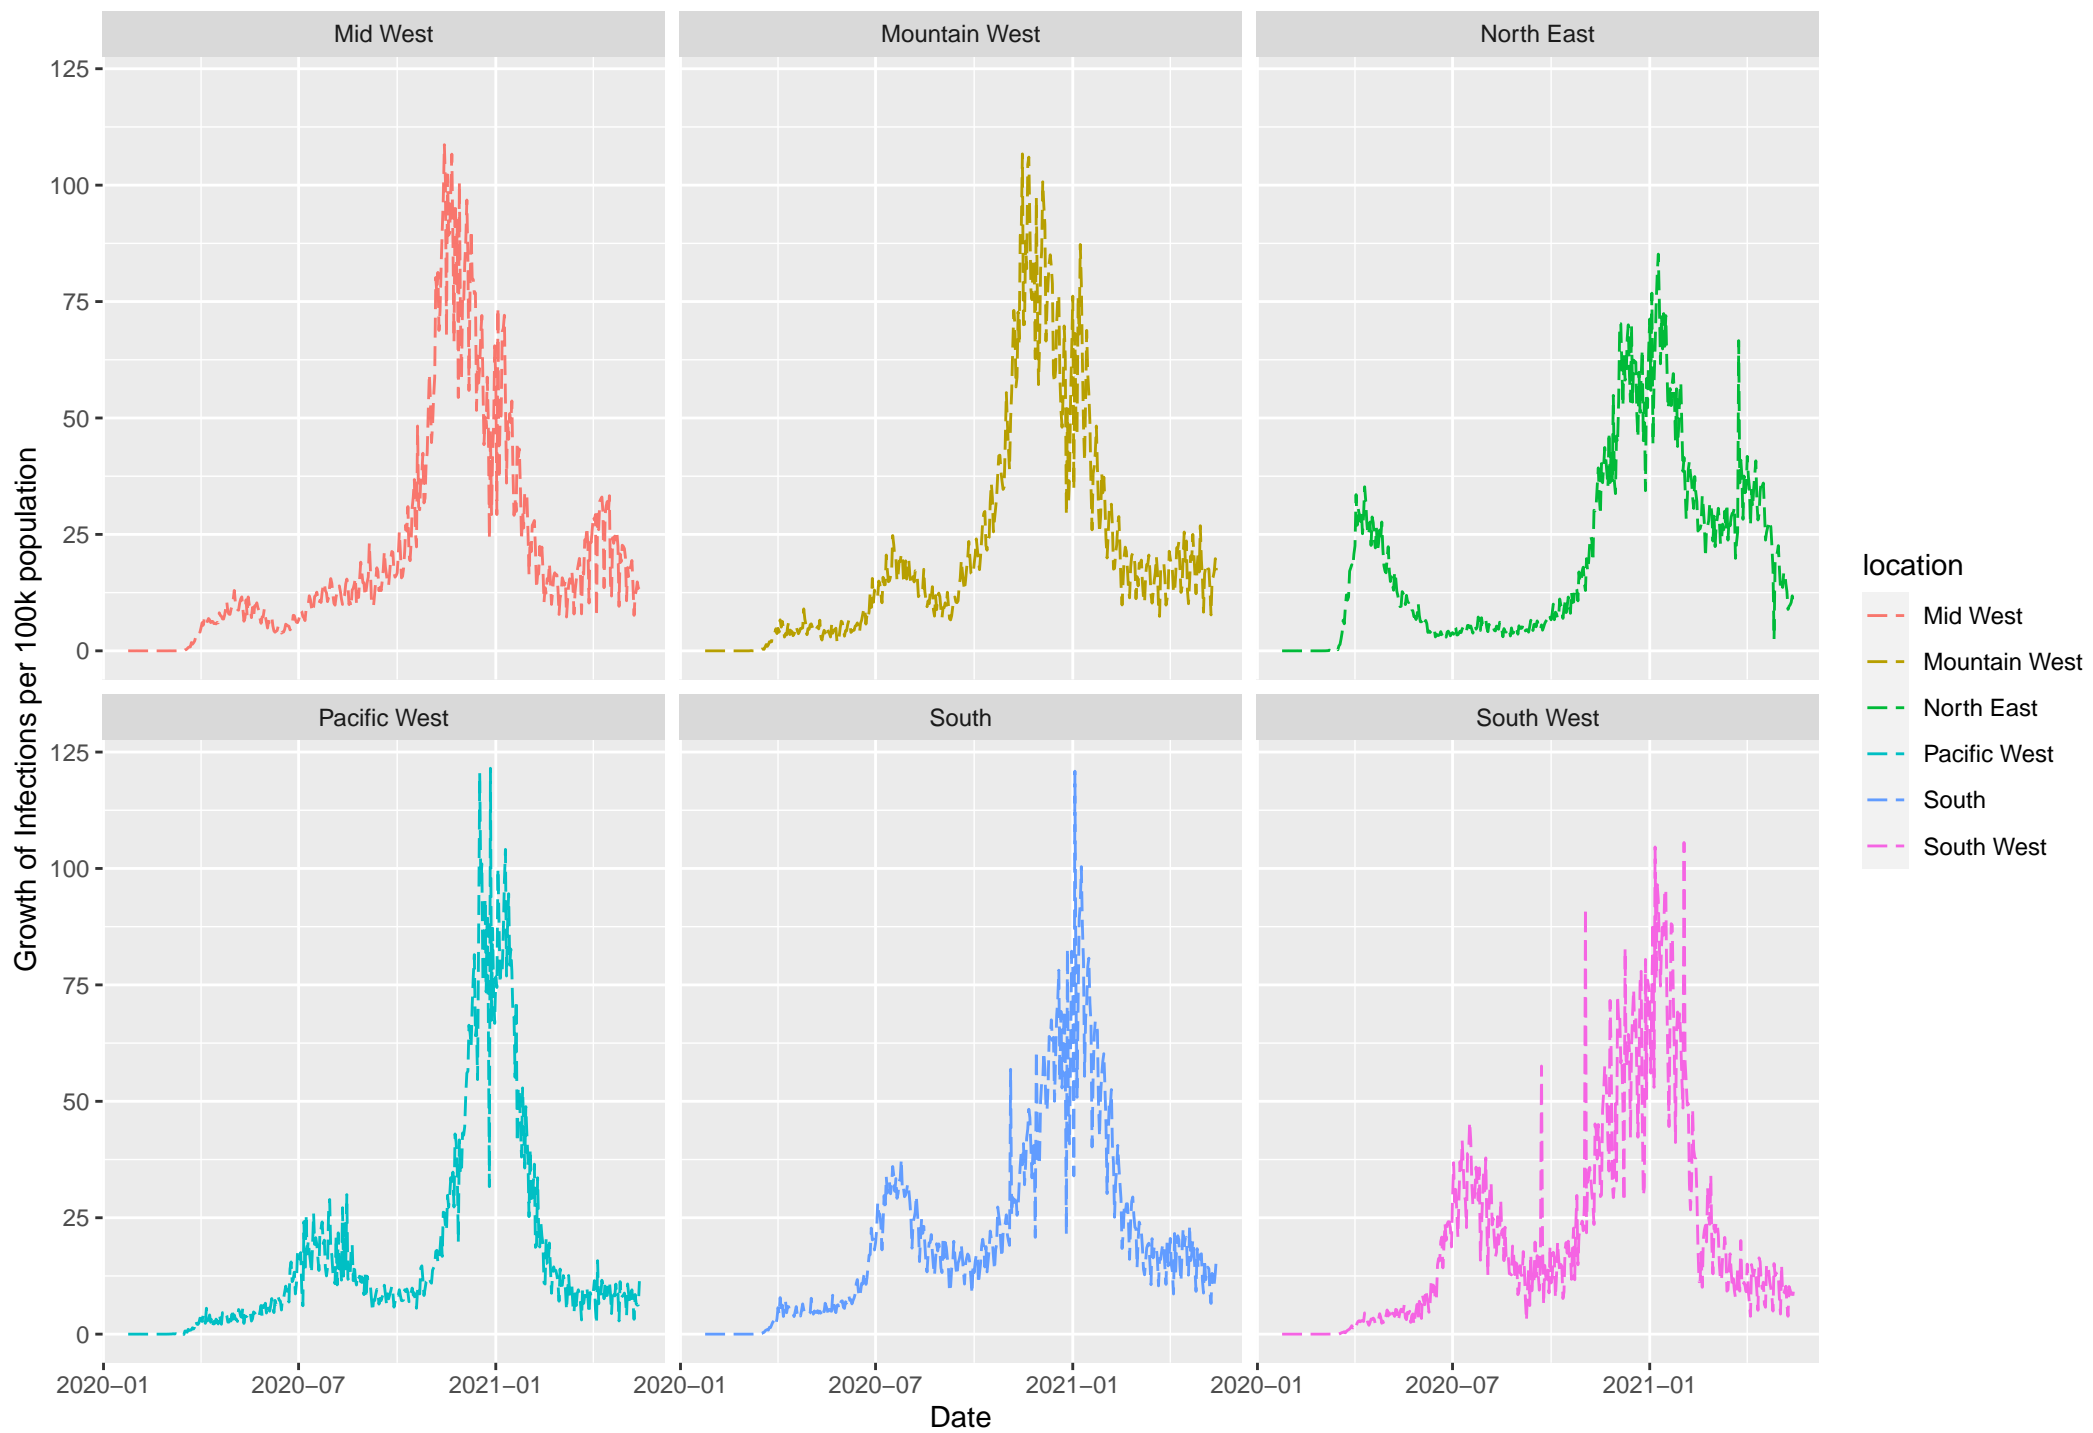 Mid West
Mountain West
North East
125
100
75
50
25
0
Pacific West
South
South West
125
100
75
50
25
0
2020–01
2020–07
2021–01
2020–01
2020–07
2021–01
2020–01
2020–07
2021–01
Date
Growth of Infections per 100k population
location
Mid West
Mountain West
North East
Pacific West
South
South West